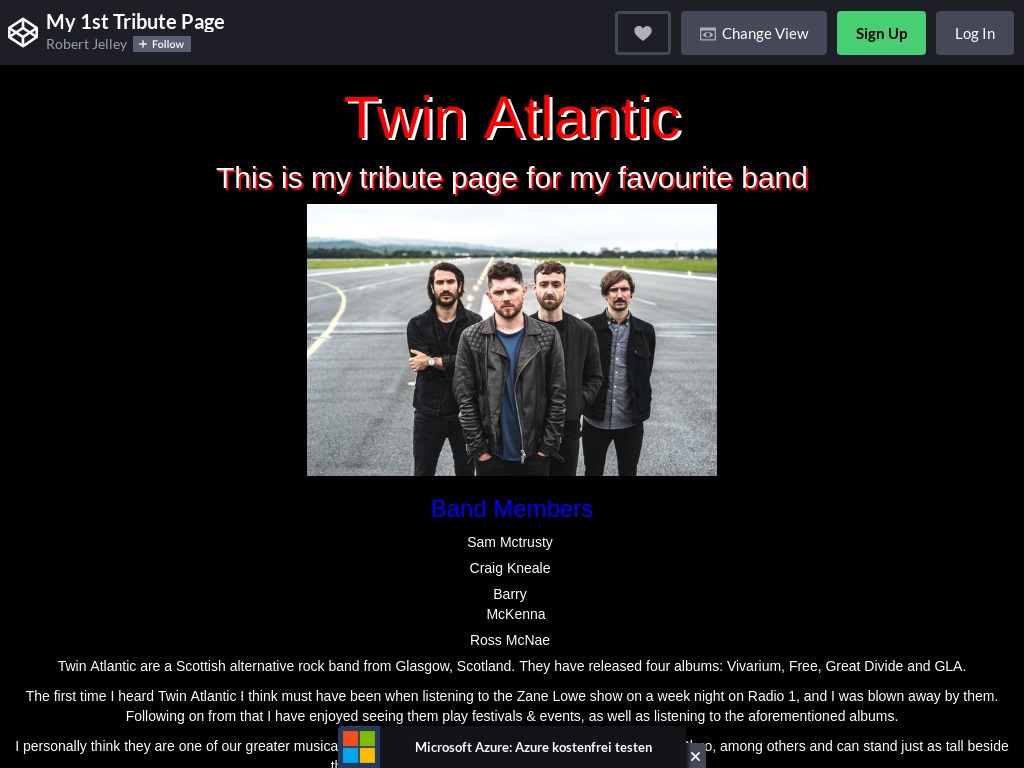 My 1st Tribute Page
Robert Jelley + Follow
Change View
Sign Up
Log In
Twin Atlantic
This is my tribute page for my favourite band
Band Members
Sam Mctrusty
Craig Kneale
Barry
McKenna
Ross McNae
Twin Atlantic are a Scottish alternative rock band from Glasgow, Scotland. They have released four albums: Vivarium, Free, Great Divide and GLA.
The first time I heard Twin Atlantic I think must have been when listening to the Zane Lowe show on a week night on Radio 1, and I was blown away by them.
Following on from that I have enjoyed seeing them play festivals & events, as well as listening to the aforementioned albums.
I personally think they are one of our greater , among others and can stand just as tall beside
Microsoft Azure: Azure kostenfrei testen